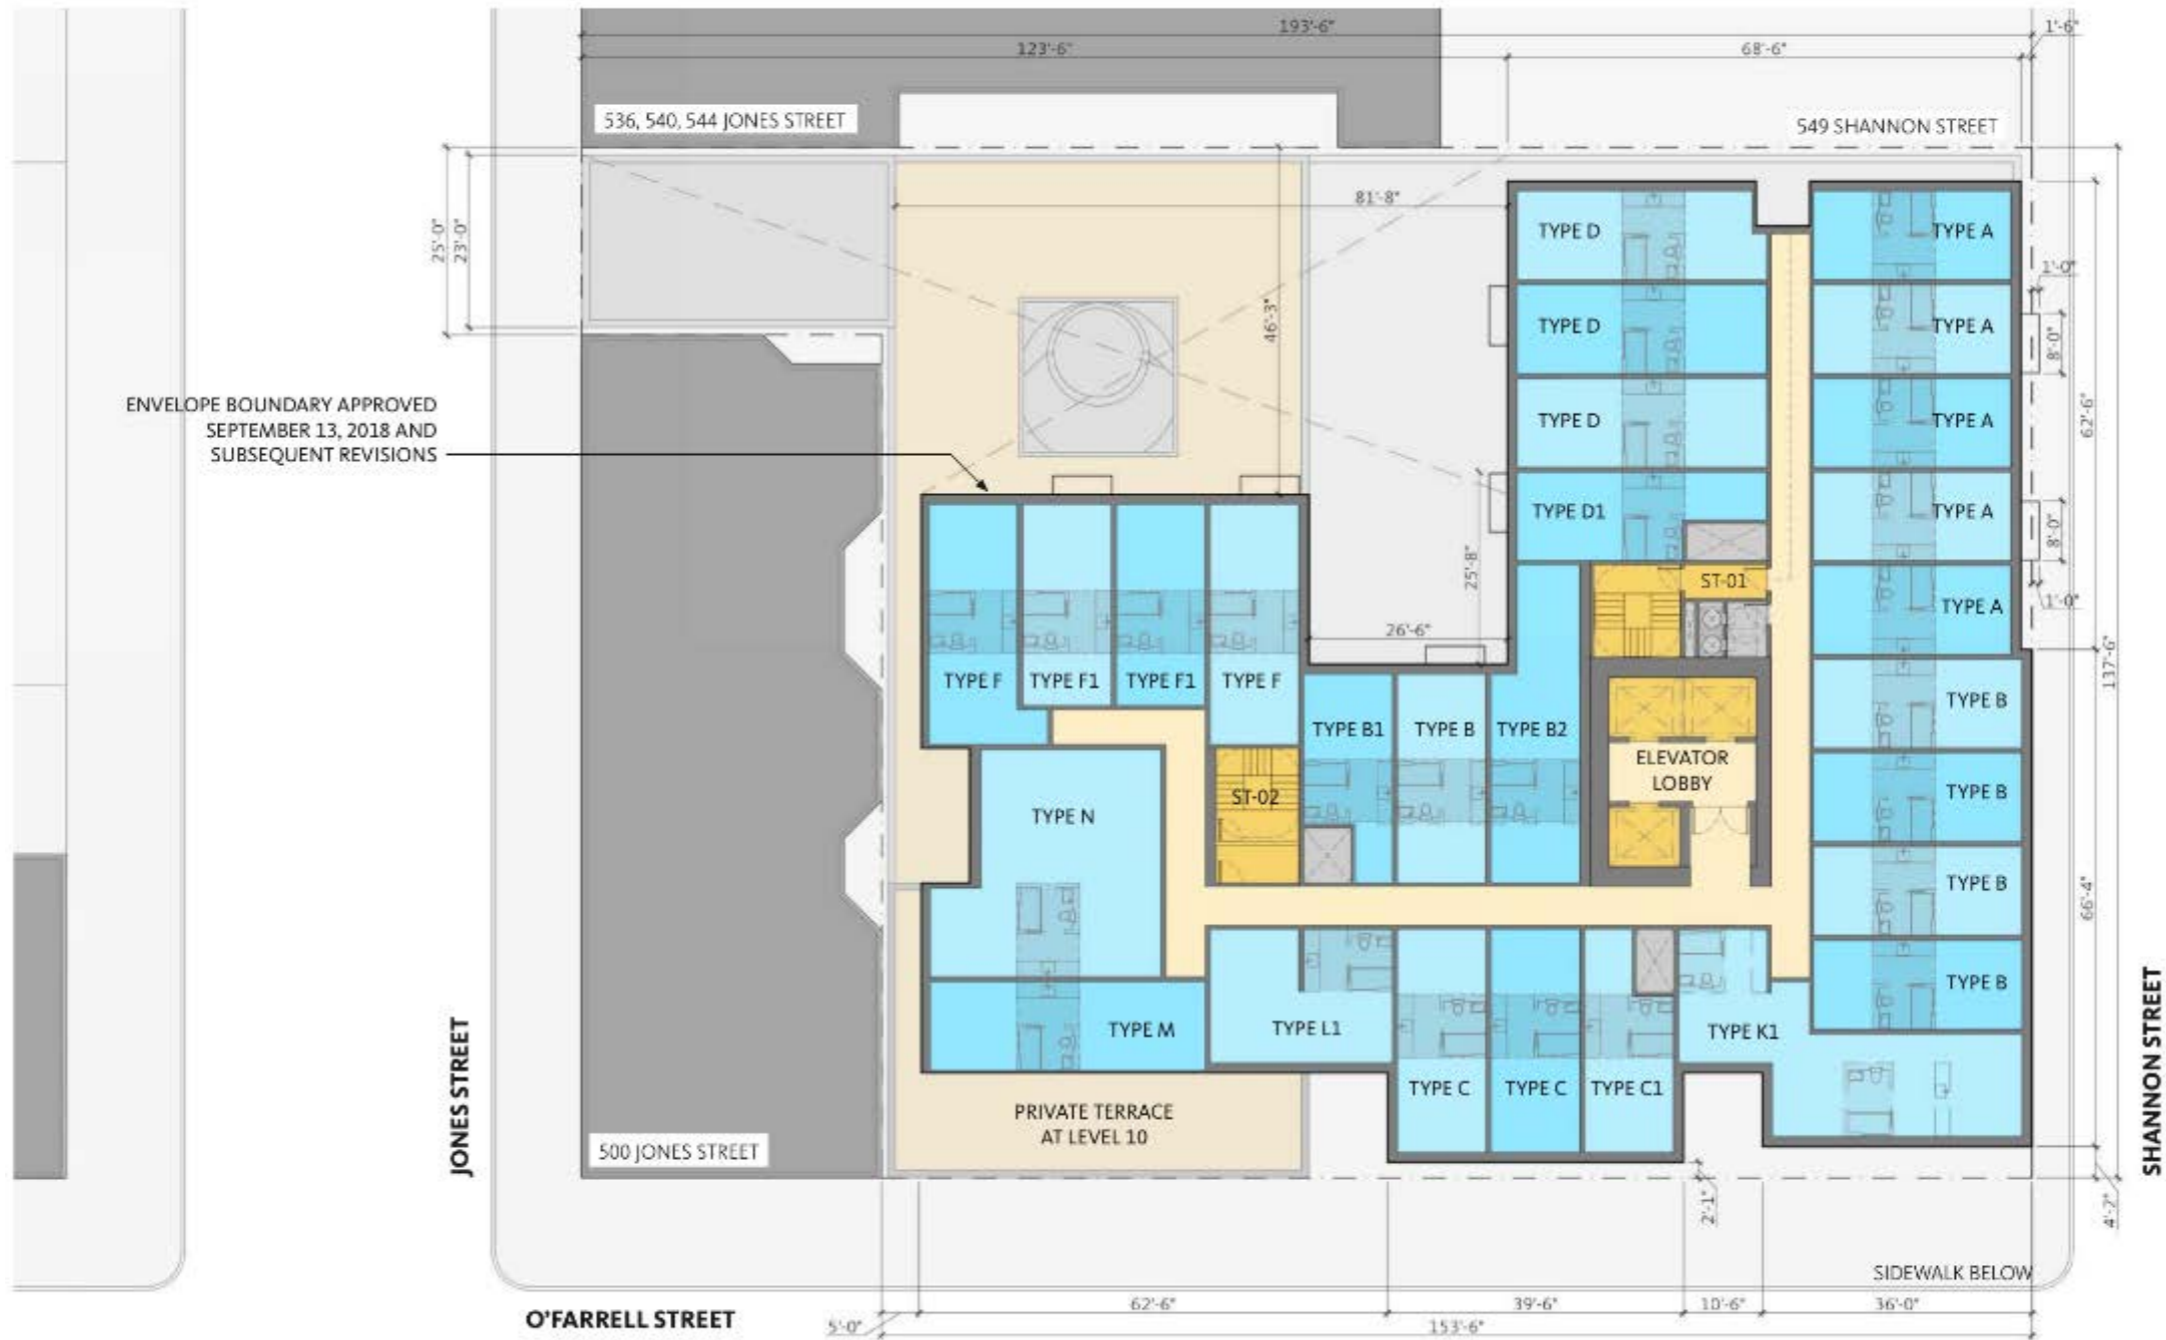 193'-6"
1'-6"
123'-6"
68'-6"
536, 540, 544 JONES STREET
549 SHANNON STREET
81'-8"
25'-0"
23'-0"
46'-3"
TYPE D
TYPE A
1'-0"
TYPE D
TYPE A
8'-0"
ENVELOPE BOUNDARY APPROVED
SEPTEMBER 13, 2018 AND
SUBSEQUENT REVISIONS
TYPE D
TYPE A
62'-6"
TYPE D1
TYPE A
8'-0"
25'-8"
ST-01
TYPE A
1'-0"
26'-6"
137'-6"
TYPE F
TYPE F1
TYPE F1
TYPE F
TYPE B
TYPE B1
TYPE B
TYPE B2
ELEVATOR
LOBBY
TYPE B
ST-02
TYPE N
TYPE B
66'-4"
TYPE B
TYPE M
TYPE L1
TYPE K1
TYPE C
TYPE C
TYPE C1
PRIVATE TERRACE
AT LEVEL 10
500 JONES STREET
JONES STREET
SHANNON STREET
2'-1"
4'-2"
SIDEWALK BELOW
O'FARRELL STREET
5'-0"
62'-6"
39'-6"
10'-6"
36'-0"
153'-6"